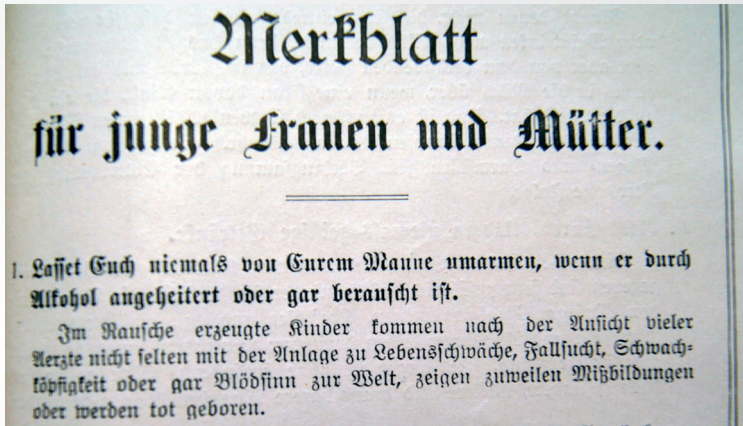 Merkblatt
für junge Frauen und Mütter.
1. Lasset Euch niemals von Eurem Manne umarmen, wenn er durch
Alkohol angeheitert oder gar berauscht ist.
Im Rausche erzeugte Kinder kommen nach der Ansicht vieler
Aerzte nicht selten mit der Anlage zu Lebensschwäche, Fallsucht, Schwach-
köpfigkeit oder gar Blödsinn zur Welt, zeigen zuweilen Mißbildungen
oder werden tot geboren.